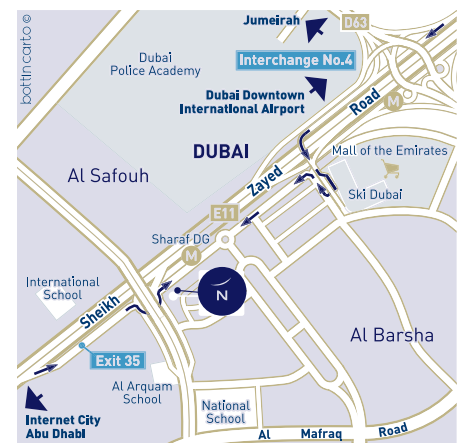 bottin carto ©
Jumeirah
D63
Interchange No.4
Dubai
Police Academy
Dubai Downtown
International Airport
M
Road
DUBAI
Mall of the Emirates
Zayed
Al Safouh
Ski Dubai
E11
Sharaf DG
M
N
International
School
Sheikh
Al Barsha
Exit 35
Al Arquam
School
National
School
Internet City
Abu Dhabi
Al Mafraq Road